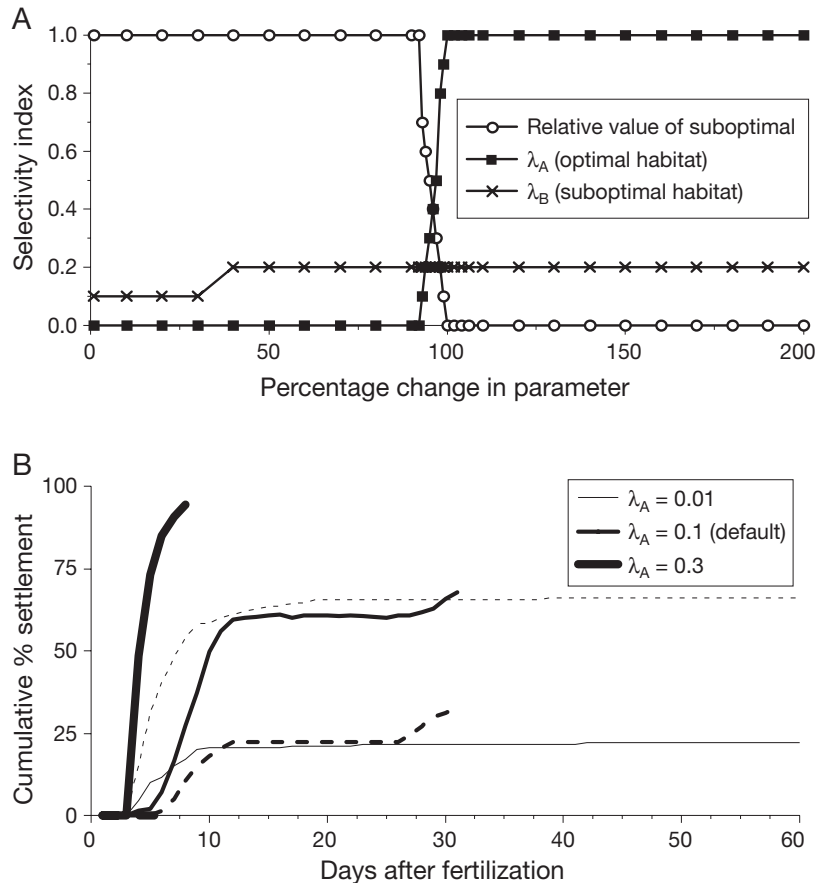 A
Selectivity index
1.0
0.8
0.6
0.4
0.2
0.0
Relative value of suboptimal
λA (optimal habitat)
λB (suboptimal habitat)
0 50 100 150 200
Percentage change in parameter
B
Cumulative % settlement
100
75
50
25
0
λA = 0.01
λA = 0.1 (default)
λA = 0.3
0 10 20 30 40 50 60
Days after fertilization